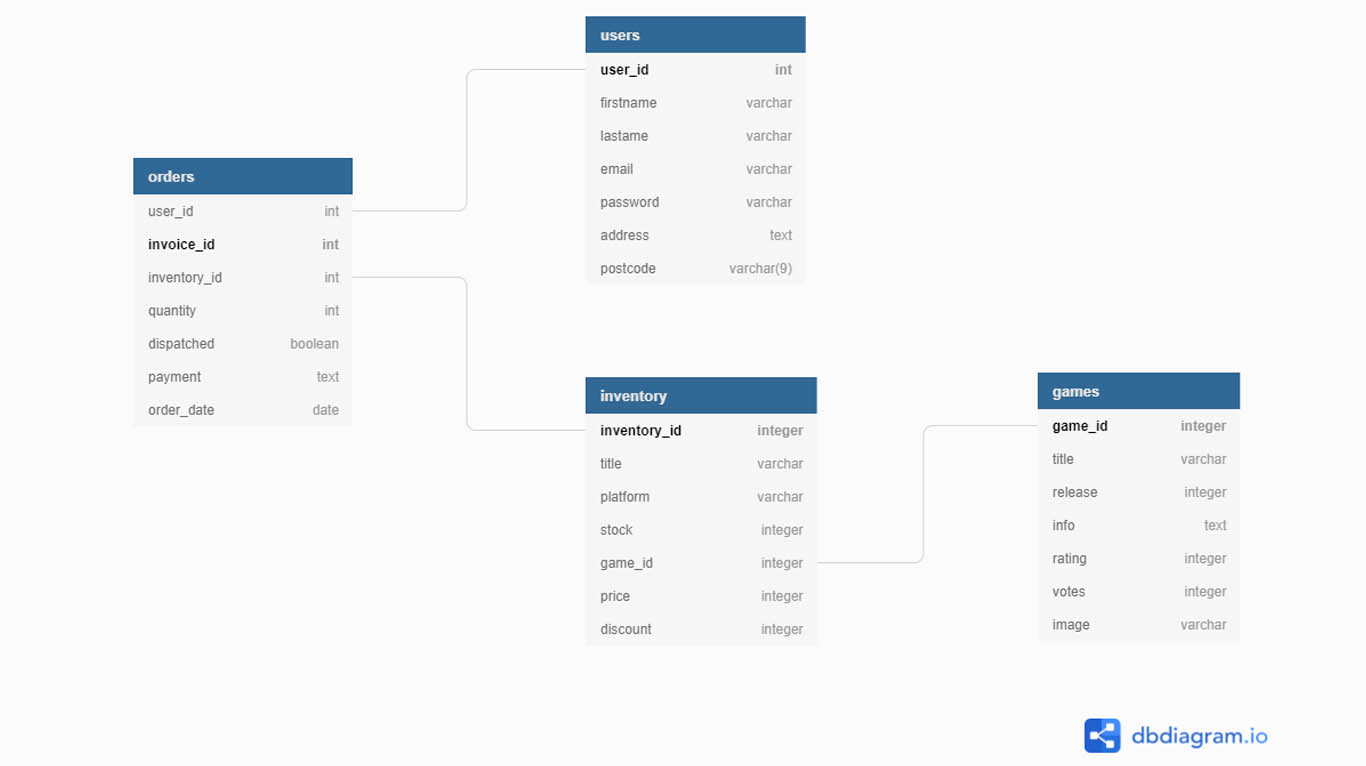 users
user_id int
firstname varchar
lastame varchar
email varchar
password varchar
address text
postcode varchar(9)
orders
user_id int
invoice_id int
inventory_id int
quantity int
dispatched boolean
payment text
order_date date
inventory
inventory_id integer
title varchar
platform varchar
stock integer
game_id integer
price integer
discount integer
games
game_id integer
title varchar
release integer
info text
rating integer
votes integer
image varchar
dbdiagram.io